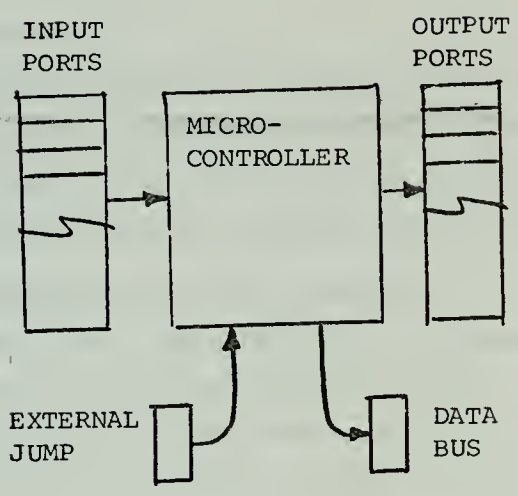 INPUT
PORTS
OUTPUT
PORTS
MICRO-
CONTROLLER
EXTERNAL
JUMP
DATA
BUS